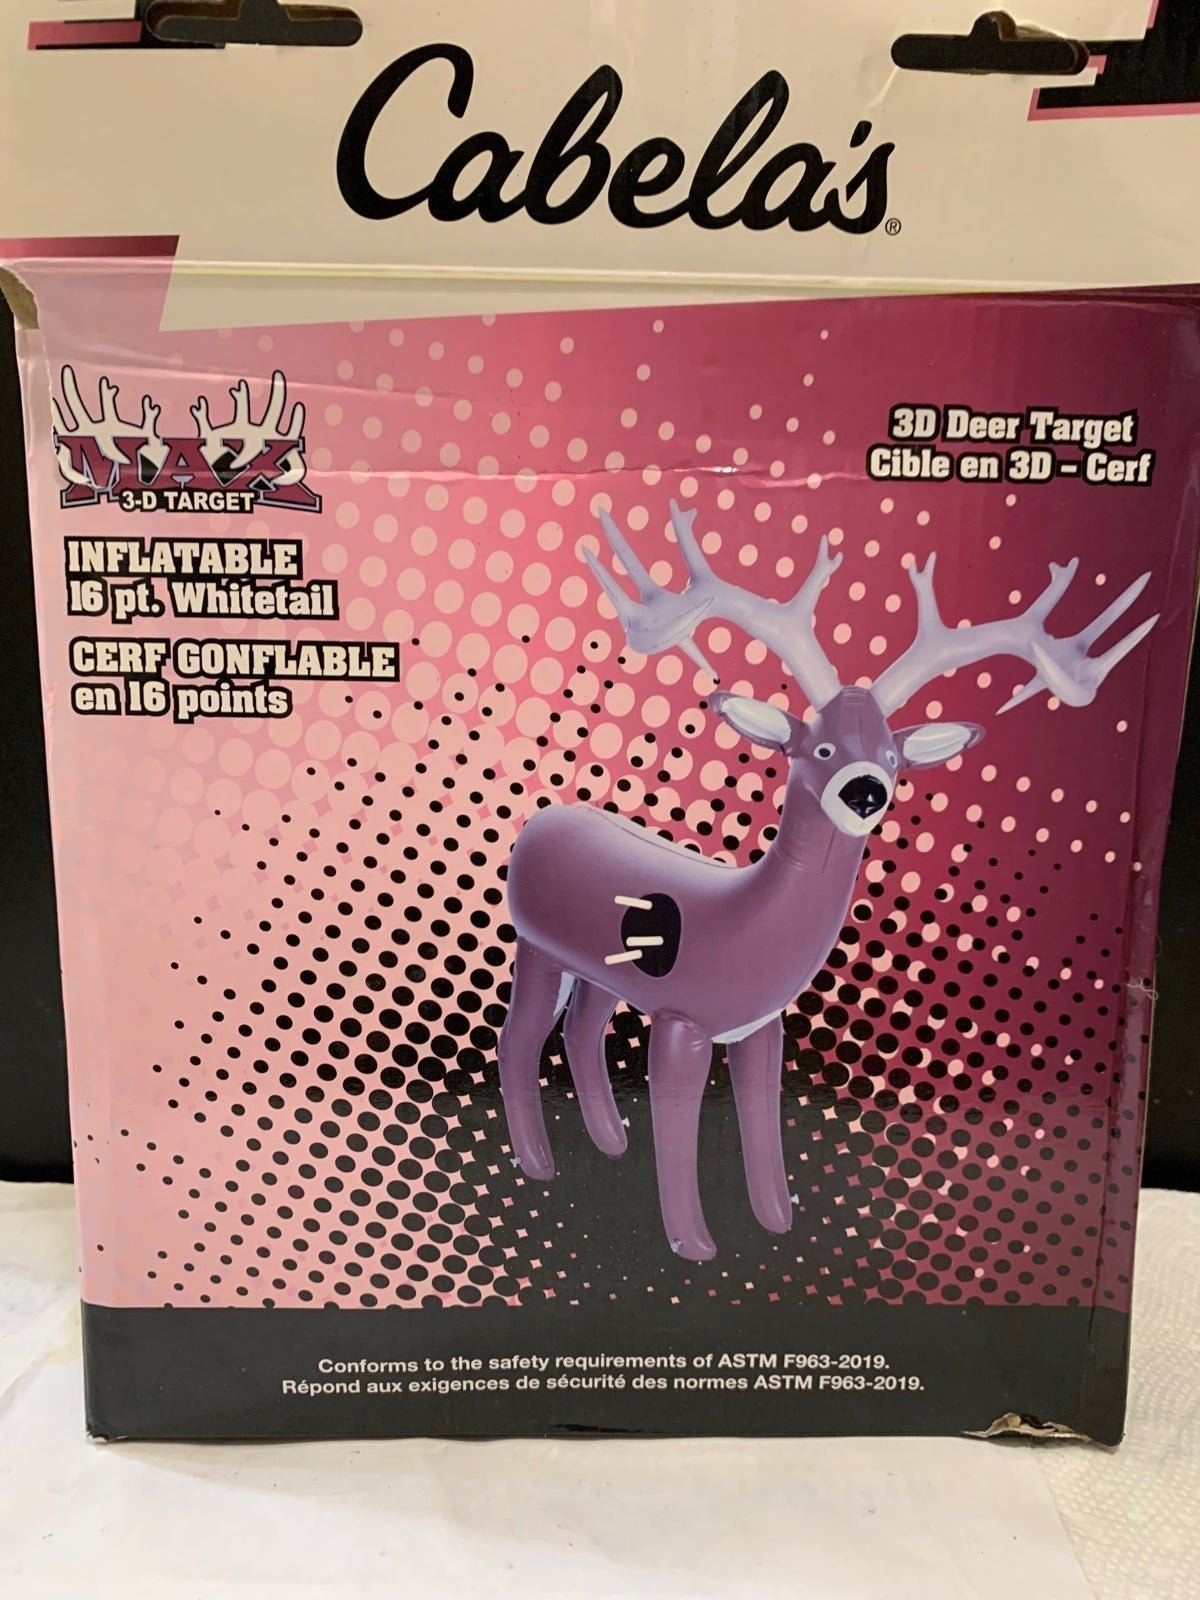 Cabela's®
MAX
3-D TARGET
INFLATABLE
16 pt. Whitetail
CERF GONFLABLE
en 16 points
3D Deer Target
Cible en 3D - Cerf
Conforms to the safety requirements of ASTM F963-2019.
Répond aux exigences de sécurité des normes ASTM F963-2019.